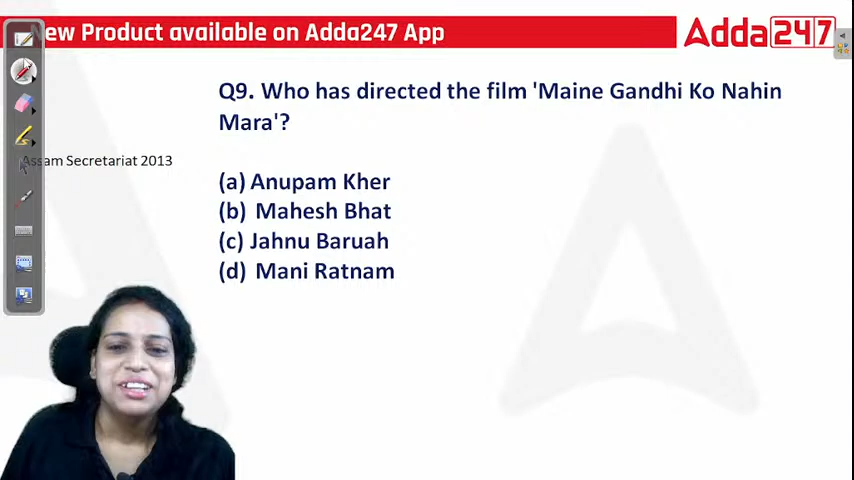 New Product available on Adda247 App
Adda247
Q9. Who has directed the film 'Maine Gandhi Ko Nahin
Mara'?
Assam Secretariat 2013
(a) Anupam Kher
(b) Mahesh Bhat
(c) Jahnu Baruah
(d) Mani Ratnam